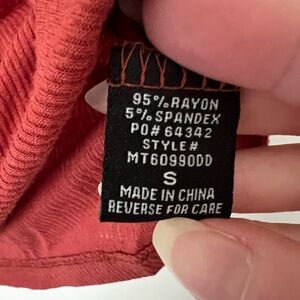 95% RAYON
5% SPANDEX
PO# 64342
STYLE#
MT60990DD
S
MADE IN CHINA
REVERSE FOR CARE